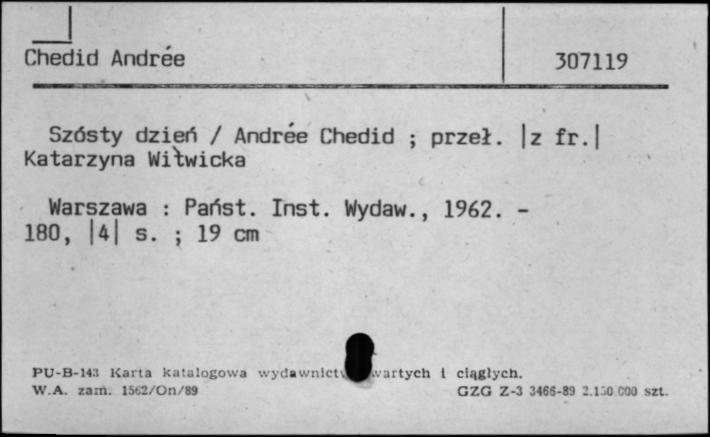 Chedid Andrée
307119
Szósty dzień / Andrée Chedid ; przeł. |z fr.|
Katarzyna Witwicka
Warszawa : Państ. Inst. Wydaw., 1962. -
180, |4| s. ; 19 cm
PU-B-143 Karta katalogowa wydawnictw zwartych i ciągłych.
W.A. zam. 1562/On/89
GZG Z-3 3466-89 2.150.000 szt.